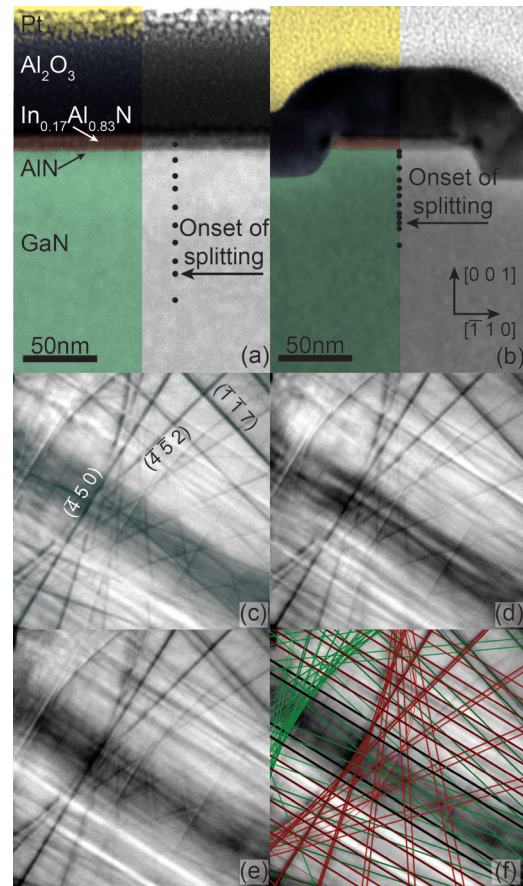 Pt
Al₂O₃
In₀.₁₇Al₀.₈₃N
AlN
GaN
Onset of
splitting
50nm
(a)
Onset of
splitting
[0 0 1]
[1̅ 1 0]
50nm
(b)
(1̅ 1̅ 7)
(4̅ 5̅ 2)
(4̅ 5 0)
(c)
(d)
(e)
(f)